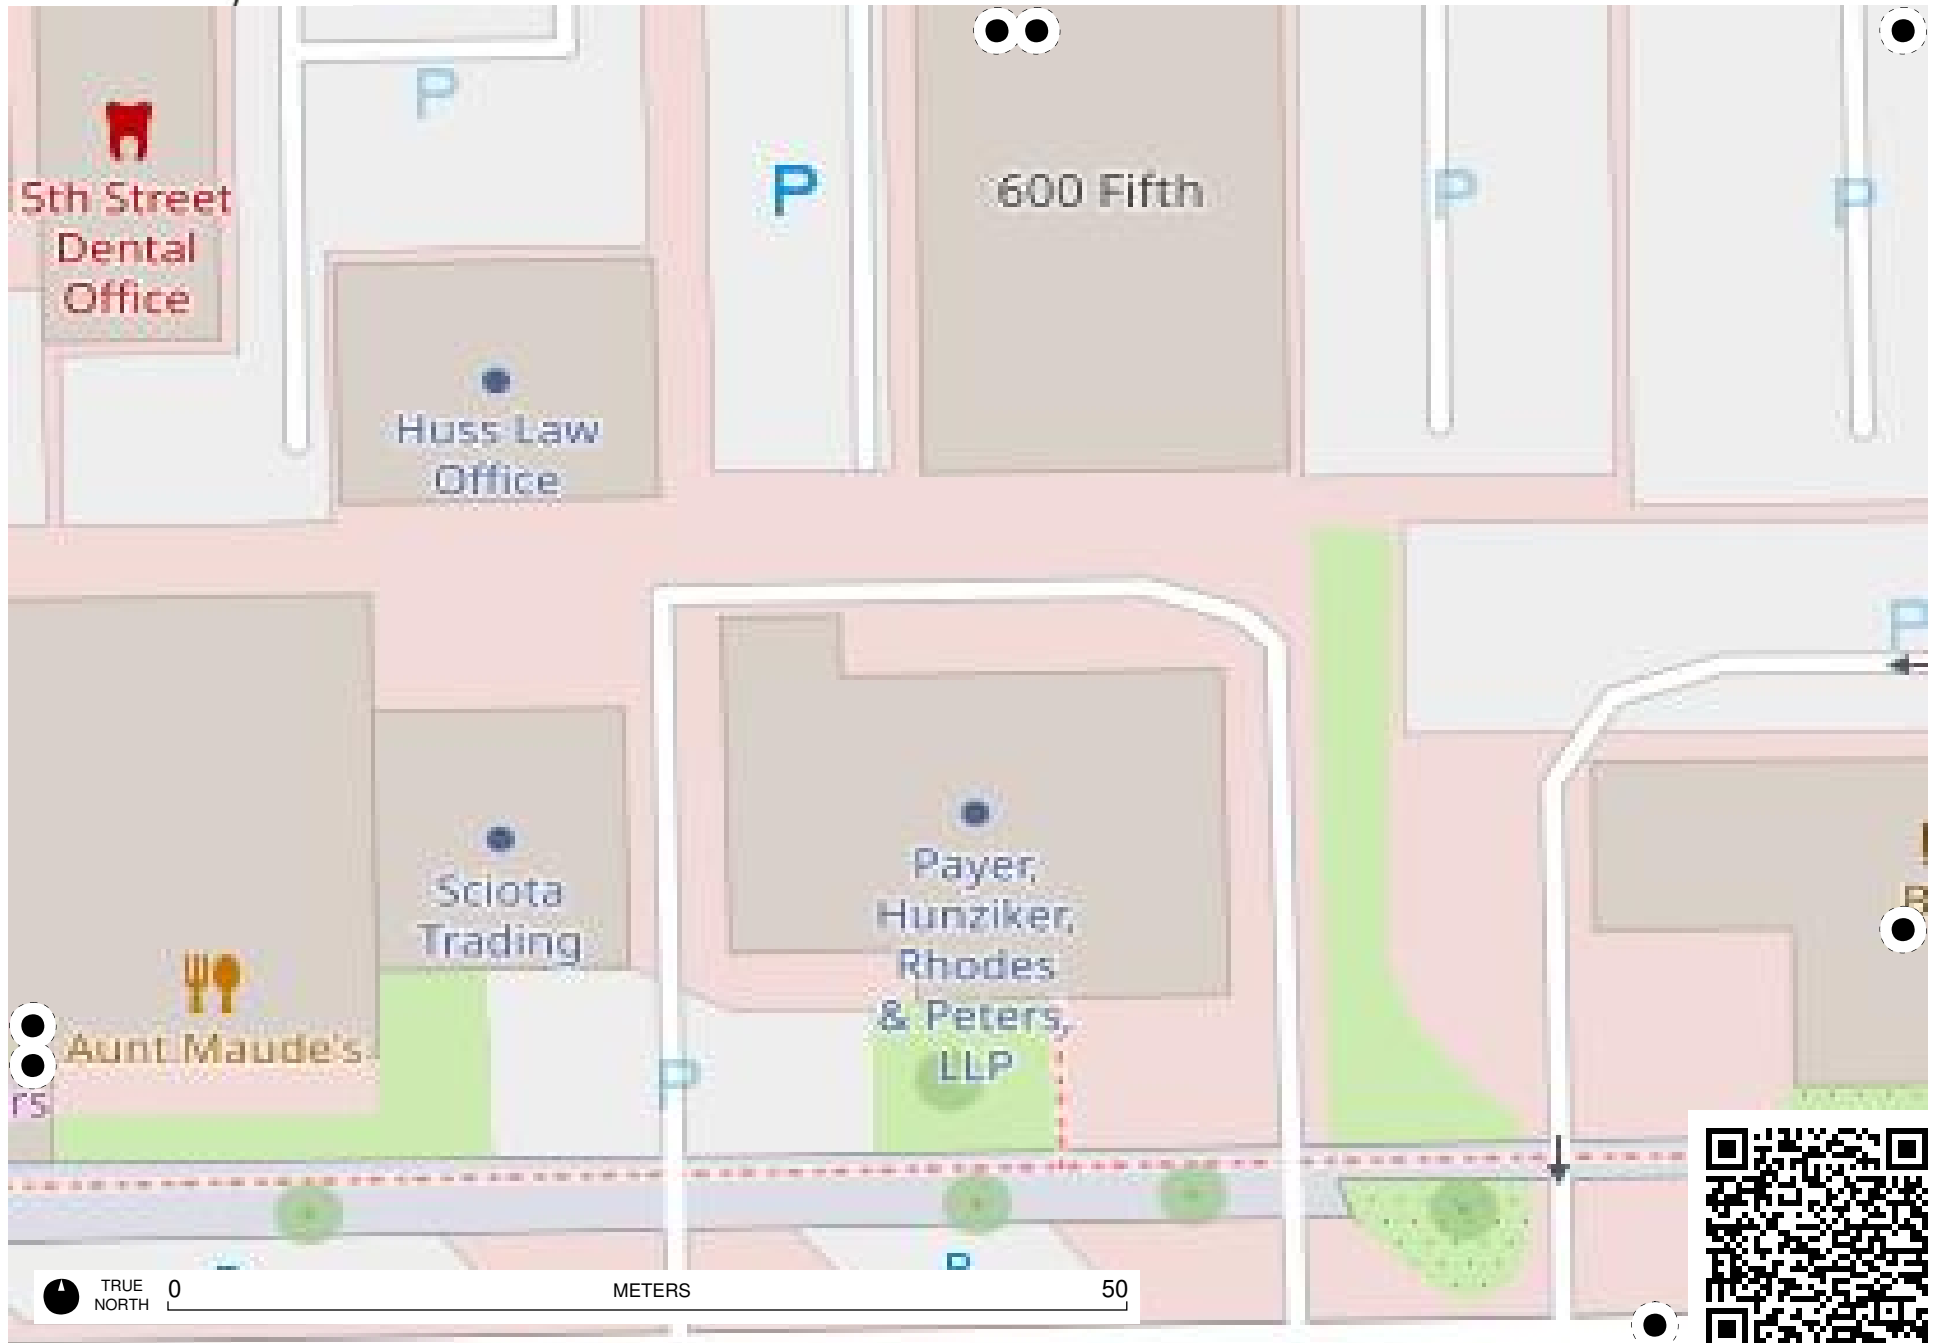 P
P
600 Fifth
P
P
5th Street
Dental
Office
Huss Law
Office
P
Payer,
Hunziker,
Rhodes
& Peters,
LLP
Sciota
Trading
Aunt Maude's
P
rs
TRUE
NORTH
0
METERS
50